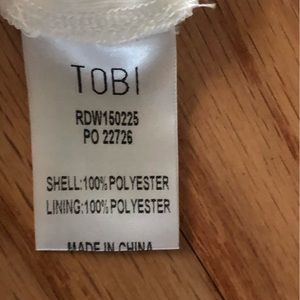 TOBI
RDW150225
PO 22726
SHELL:100% POLYESTER
LINING:100% POLYESTER
MADE IN CHINA